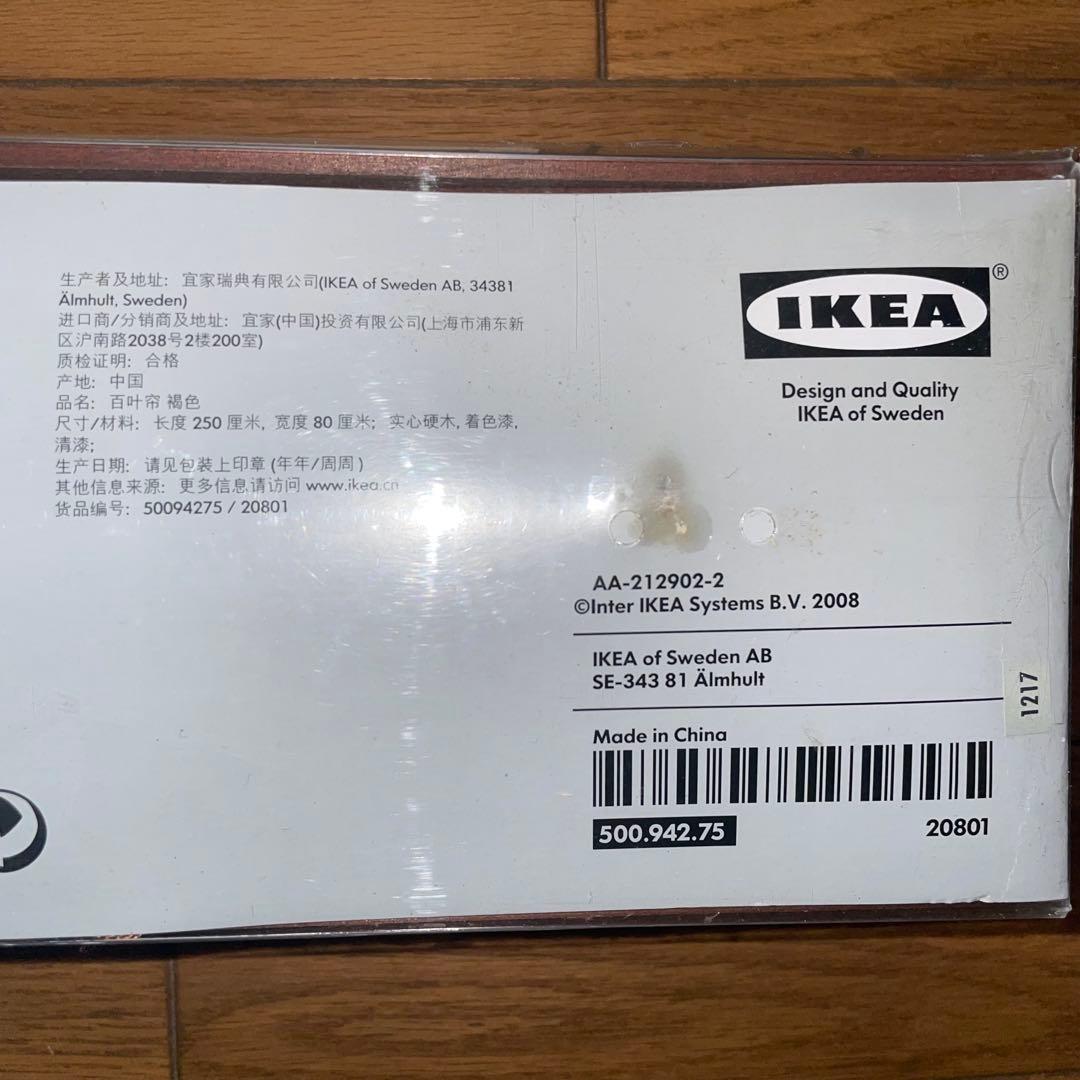 生产者及地址: 宜家瑞典有限公司(IKEA of Sweden AB, 34381
Älmhult, Sweden)
进口商/分销商及地址: 宜家(中国)投资有限公司(上海市浦东新
区沪南路2038号2楼200室)
质检证明: 合格
产地: 中国
品名: 百叶帘 褐色
尺寸/材料: 长度 250 厘米, 宽度 80 厘米; 实心硬木, 着色漆,
清漆;
生产日期: 请见包装上印章 (年年/周周)
其他信息来源: 更多信息请访问 www.ikea.cn
货品编号: 50094275 / 20801
IKEA®
Design and Quality
IKEA of Sweden
AA-212902-2
©Inter IKEA Systems B.V. 2008
IKEA of Sweden AB
SE-343 81 Älmhult
1217
Made in China
500.942.75
20801